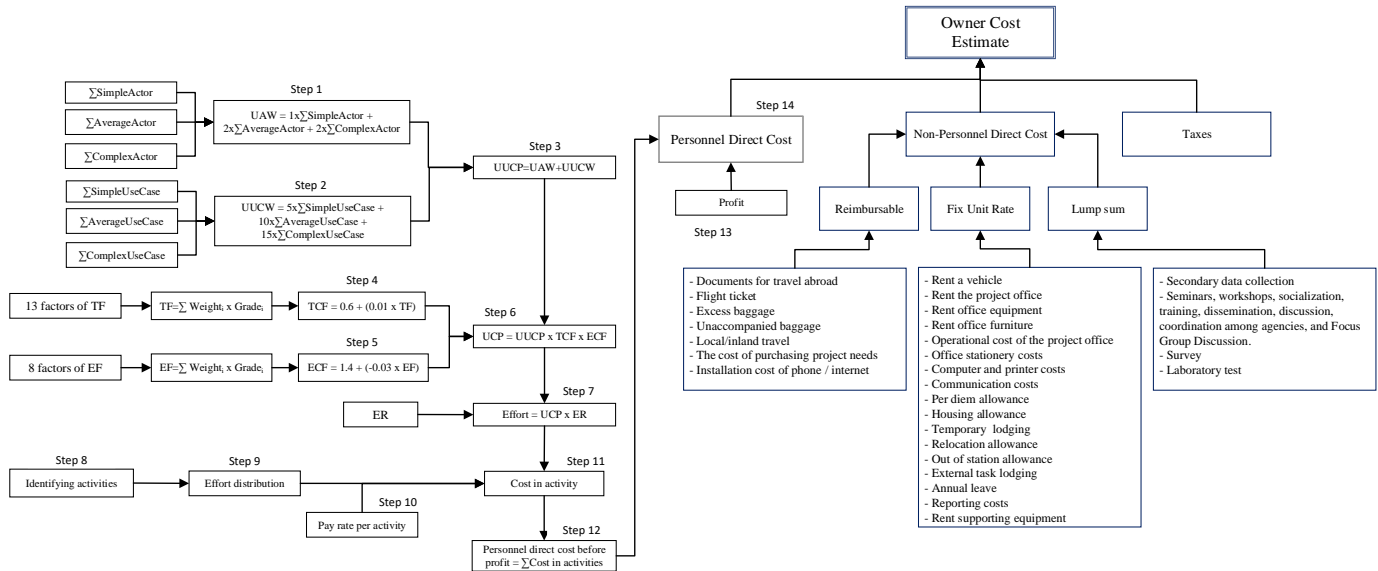 Owner Cost
Estimate
Step 1
∑SimpleActor
∑AverageActor
∑ComplexActor
UAW = 1x∑SimpleActor +
2x∑AverageActor + 2x∑ComplexActor
Step 2
∑SimpleUseCase
∑AverageUseCase
∑ComplexUseCase
UUCW = 5x∑SimpleUseCase +
10x∑AverageUseCase +
15x∑ComplexUseCase
Step 3
UUCP=UAW+UUCW
Step 4
13 factors of TF
TF=∑ Weightᵢ x Gradeᵢ
TCF = 0.6 + (0.01 x TF)
Step 5
8 factors of EF
EF=∑ Weightᵢ x Gradeᵢ
ECF = 1.4 + (-0.03 x EF)
Step 6
UCP = UUCP x TCF x ECF
Step 7
ER
Effort = UCP x ER
Step 8
Identifying activities
Step 9
Effort distribution
Step 10
Pay rate per activity
Step 11
Cost in activity
Step 12
Personnel direct cost before
profit = ∑Cost in activities
Step 14
Personnel Direct Cost
Profit
Step 13
Non-Personnel Direct Cost
Taxes
Reimbursable
Fix Unit Rate
Lump sum
- Documents for travel abroad
- Flight ticket
- Excess baggage
- Unaccompanied baggage
- Local/inland travel
- The cost of purchasing project needs
- Installation cost of phone / internet
- Rent a vehicle
- Rent the project office
- Rent office equipment
- Rent office furniture
- Operational cost of the project office
- Office stationery costs
- Computer and printer costs
- Communication costs
- Per diem allowance
- Housing allowance
- Temporary lodging
- Relocation allowance
- Out of station allowance
- External task lodging
- Annual leave
- Reporting costs
- Rent supporting equipment
- Secondary data collection
- Seminars, workshops, socialization,
training, dissemination, discussion,
coordination among agencies, and Focus
Group Discussion.
- Survey
- Laboratory test